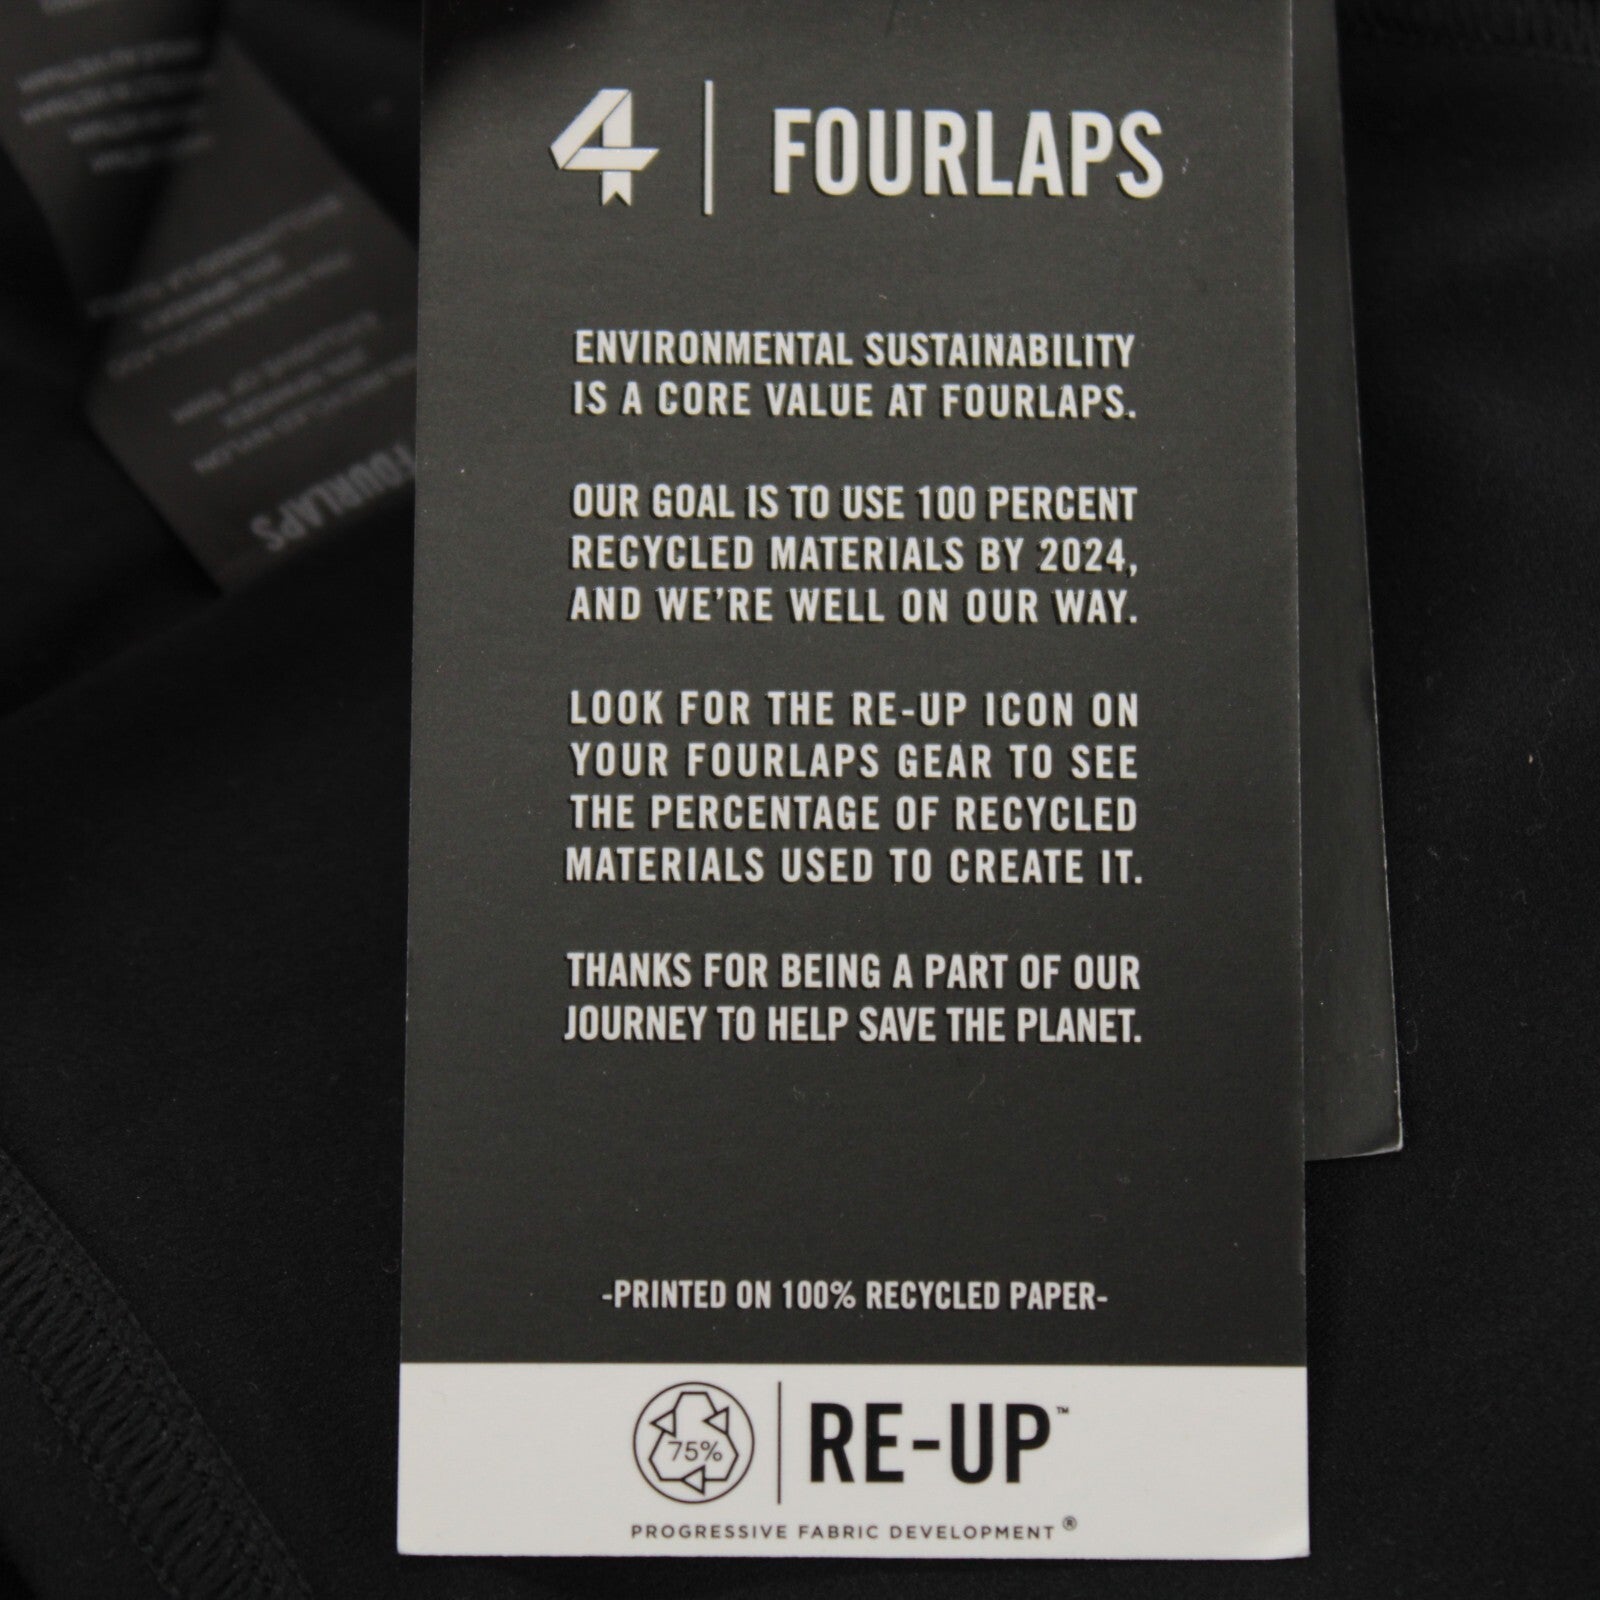 4 | FOURLAPS
ENVIRONMENTAL SUSTAINABILITY
IS A CORE VALUE AT FOURLAPS.
OUR GOAL IS TO USE 100 PERCENT
RECYCLED MATERIALS BY 2024,
AND WE'RE WELL ON OUR WAY.
LOOK FOR THE RE-UP ICON ON
YOUR FOURLAPS GEAR TO SEE
THE PERCENTAGE OF RECYCLED
MATERIALS USED TO CREATE IT.
THANKS FOR BEING A PART OF OUR
JOURNEY TO HELP SAVE THE PLANET.
-PRINTED ON 100% RECYCLED PAPER-
75% | RE-UP™
PROGRESSIVE FABRIC DEVELOPMENT®
FOURLAPS